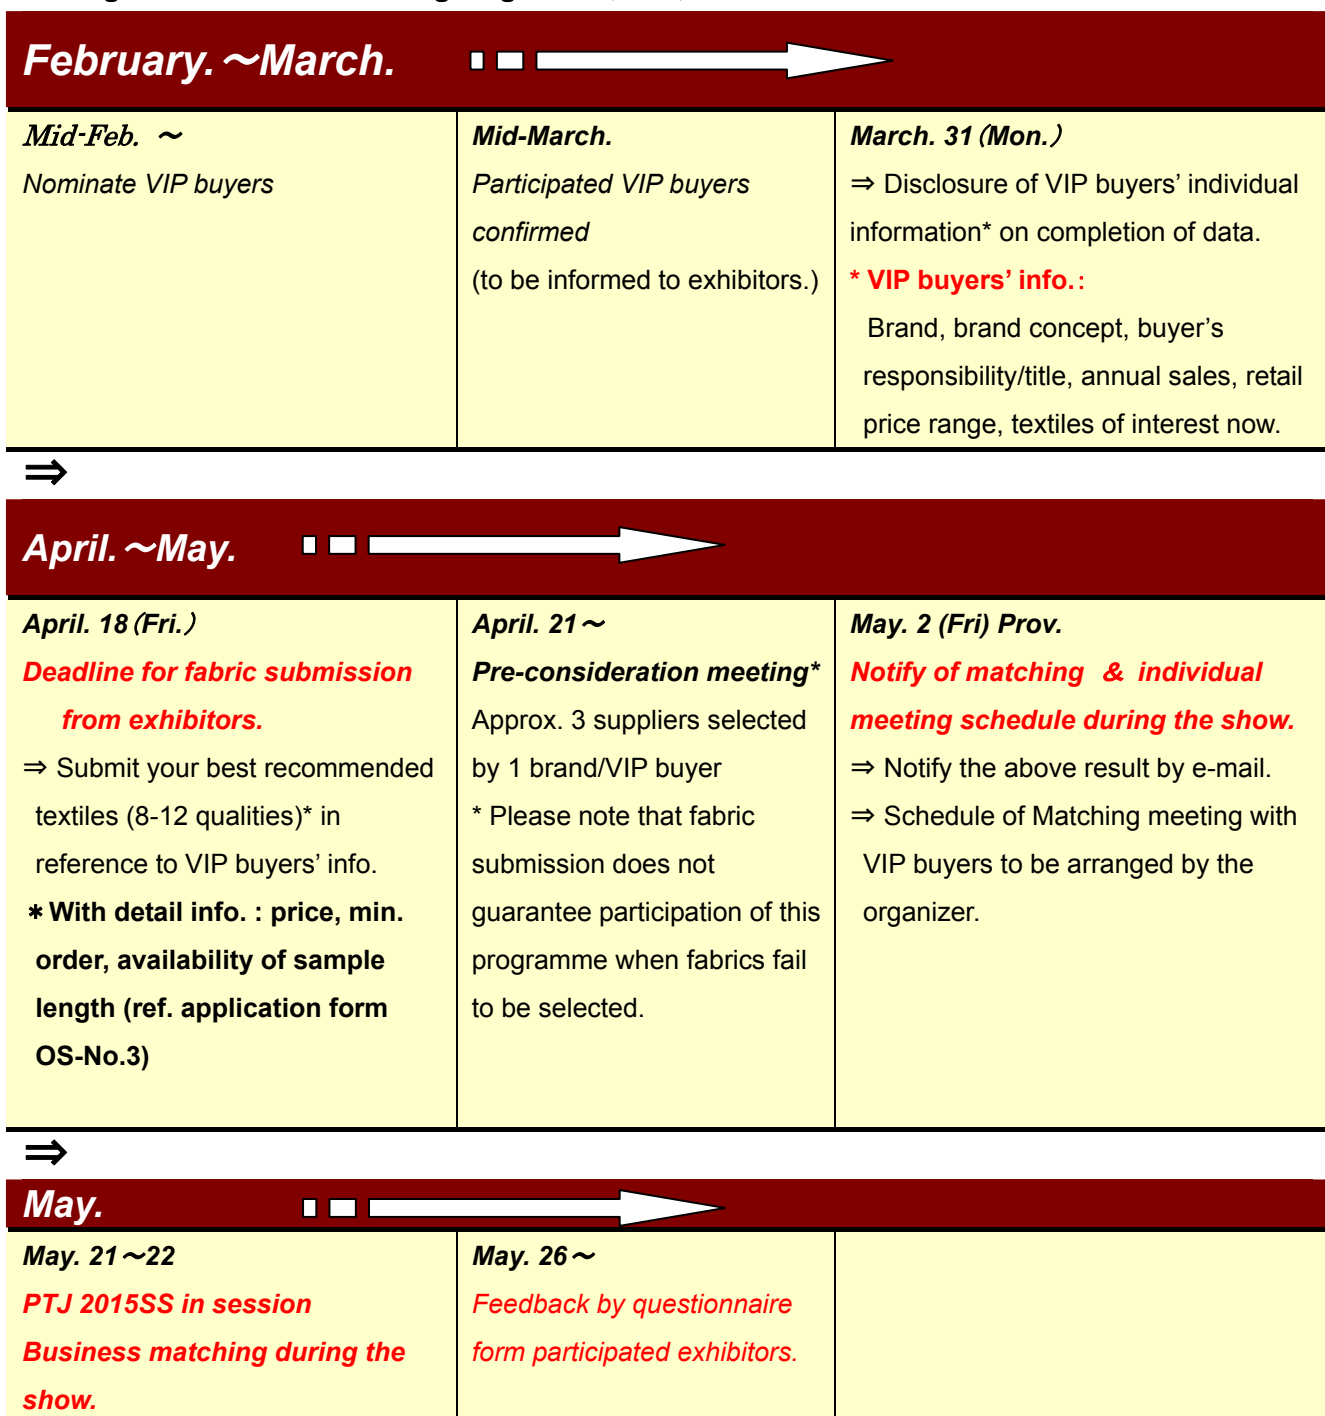 February.～March.
Mid-Feb. ～
Nominate VIP buyers
Mid-March.
Participated VIP buyers
confirmed
(to be informed to exhibitors.)
March. 31（Mon.）
⇒ Disclosure of VIP buyers’ individual
information* on completion of data.
* VIP buyers’ info.：
Brand, brand concept, buyer’s
responsibility/title, annual sales, retail
price range, textiles of interest now.
⇒
April.～May.
April. 18（Fri.）
Deadline for fabric submission
from exhibitors.
⇒ Submit your best recommended
textiles (8-12 qualities)* in
reference to VIP buyers’ info.
＊With detail info. : price, min.
order, availability of sample
length (ref. application form
OS-No.3)
April. 21～
Pre-consideration meeting*
Approx. 3 suppliers selected
by 1 brand/VIP buyer
* Please note that fabric
submission does not
guarantee participation of this
programme when fabrics fail
to be selected.
May. 2 (Fri) Prov.
Notify of matching ＆ individual
meeting schedule during the show.
⇒ Notify the above result by e-mail.
⇒ Schedule of Matching meeting with
VIP buyers to be arranged by the
organizer.
⇒
May.
May. 21～22
PTJ 2015SS in session
Business matching during the
show.
May. 26～
Feedback by questionnaire
form participated exhibitors.